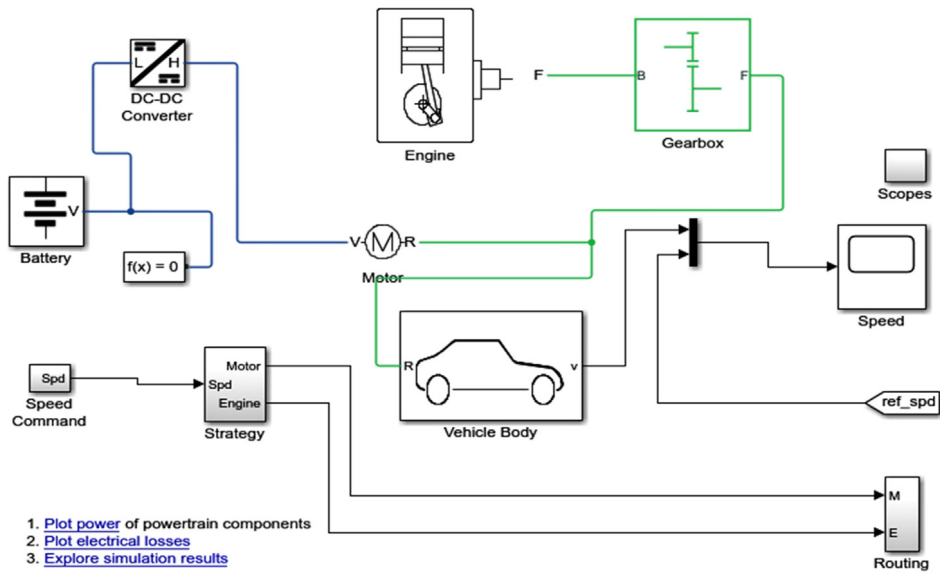 L H
DC-DC
Converter
V
Battery
f(x) = 0
Engine
F
B F
Gearbox
Scopes
V M R
Motor
Speed
R v
Vehicle Body
ref_spd
Spd
Speed
Command
Motor
Spd
Engine
Strategy
M
E
Routing
1. Plot power of powertrain components
2. Plot electrical losses
3. Explore simulation results